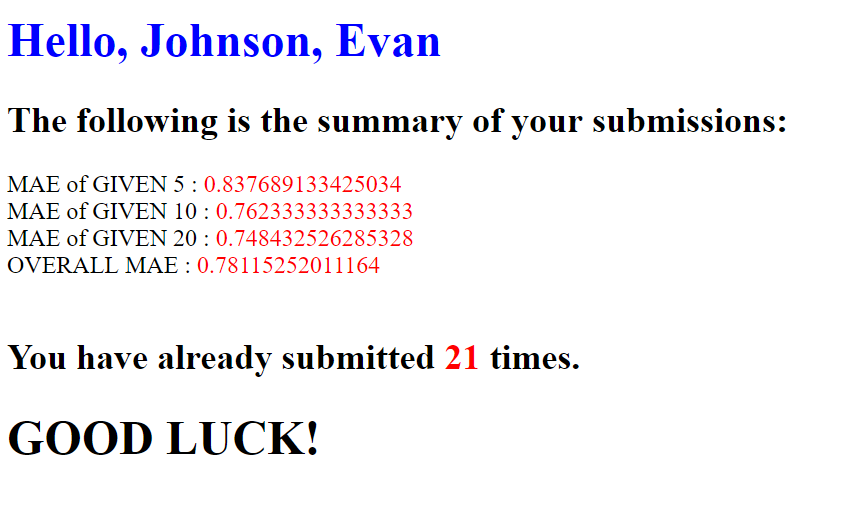 Hello, Johnson, Evan
The following is the summary of your submissions:
MAE of GIVEN 5 : 0.837689133425034
MAE of GIVEN 10 : 0.762333333333333
MAE of GIVEN 20 : 0.748432526285328
OVERALL MAE : 0.78115252011164
You have already submitted 21 times.
GOOD LUCK!